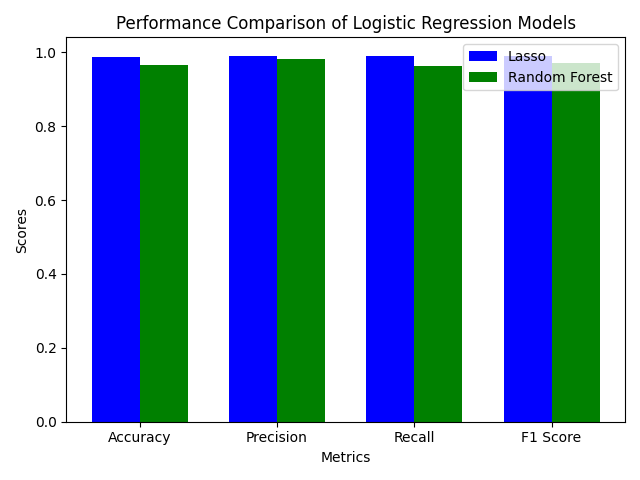 Performance Comparison of Logistic Regression Models
Lasso
Random Forest
Scores
1.0
0.8
0.6
0.4
0.2
0.0
Accuracy
Precision
Recall
F1 Score
Metrics